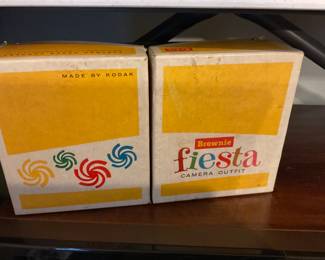 MADE BY KODAK
Brownie
fiesta
CAMERA OUTFIT